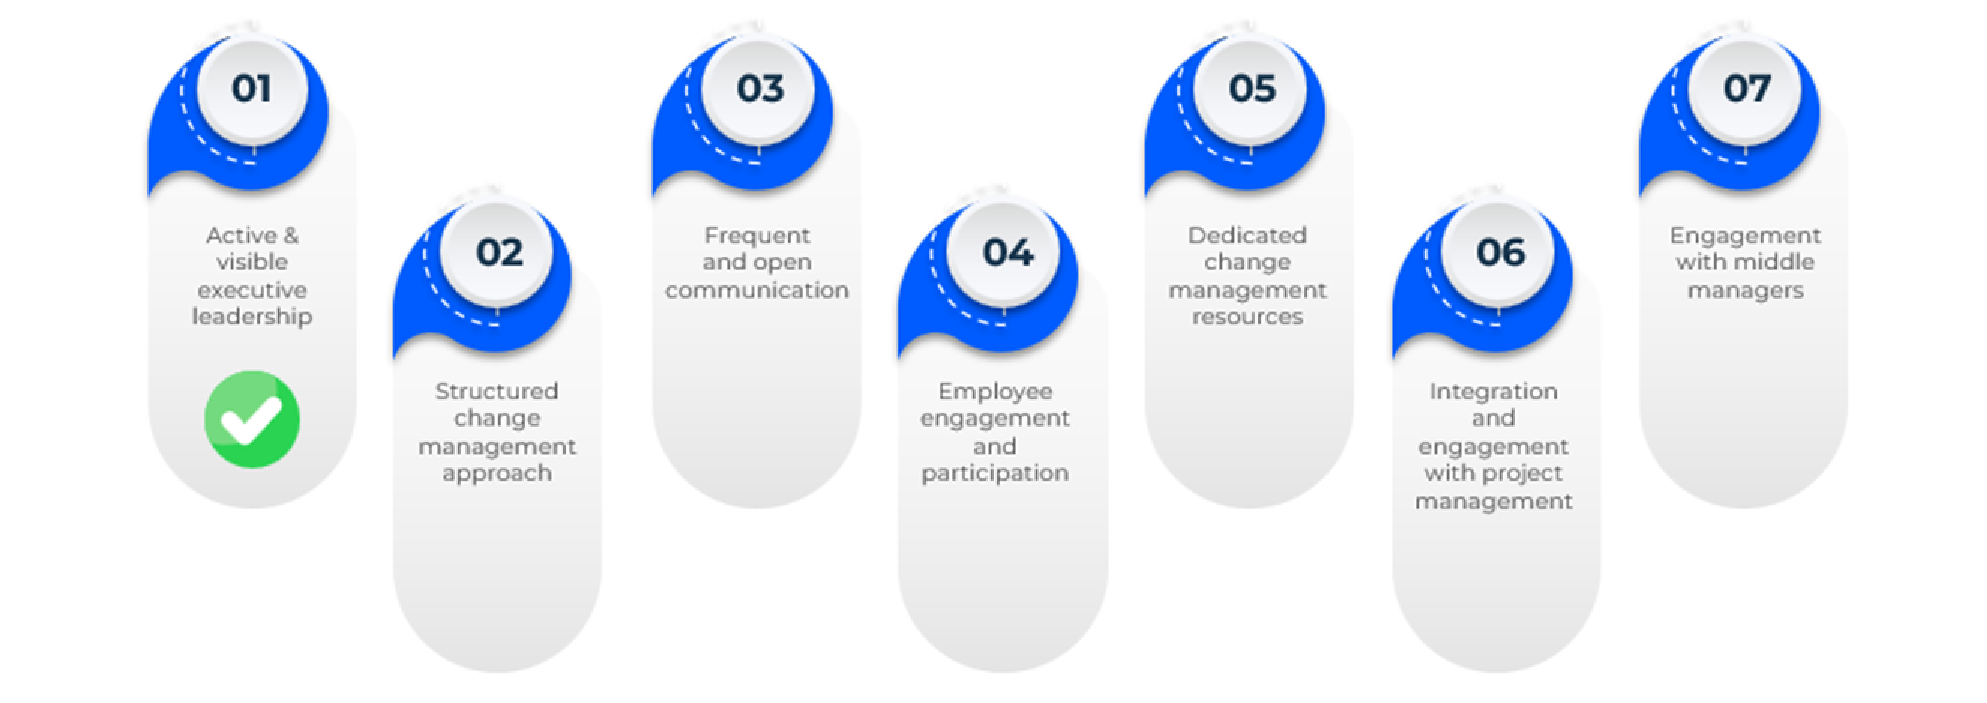 01
Active &
visible
executive
leadership
02
Structured
change
management
approach
03
Frequent
and open
communication
04
Employee
engagement
and
participation
05
Dedicated
change
management
resources
06
Integration
and
engagement
with project
management
07
Engagement
with middle
managers